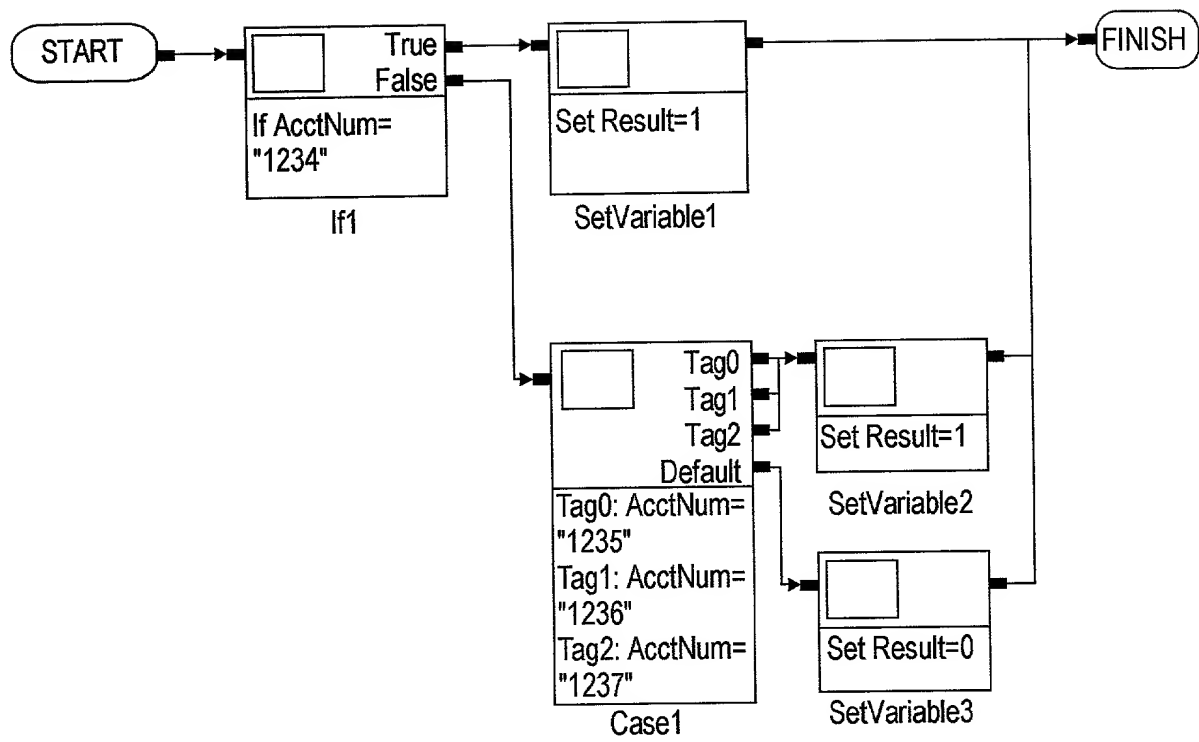 START
True
False
If AcctNum=
"1234"
If1
Set Result=1
SetVariable1
FINISH
Tag0
Tag1
Tag2
Default
Tag0: AcctNum=
"1235"
Tag1: AcctNum=
"1236"
Tag2: AcctNum=
"1237"
Case1
Set Result=1
SetVariable2
Set Result=0
SetVariable3